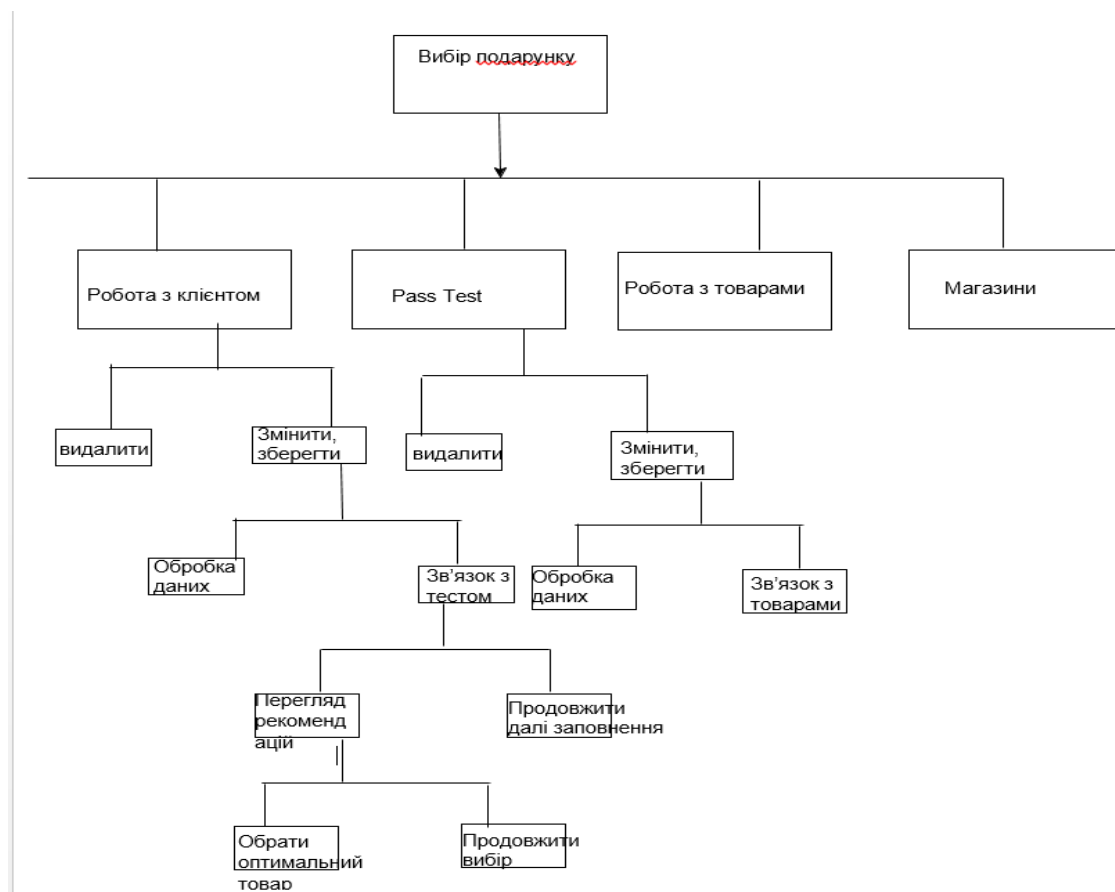 Вибір подарунку
Робота з клієнтом
Pass Test
Робота з товарами
Магазини
видалити
Змінити,
зберегти
видалити
Змінити,
зберегти
Обробка
даних
Зв’язок з
тестом
Обробка
даних
Зв’язок з
товарами
Перегляд
рекоменд
ацій
Продовжити
далі заповнення
Обрати
оптимальний
товар
Продовжити
вибір